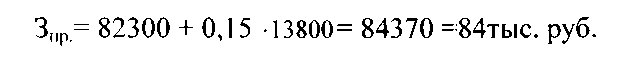 Зпр.= 82300 + 0,15 ·13800= 84370 =84тыс. руб.